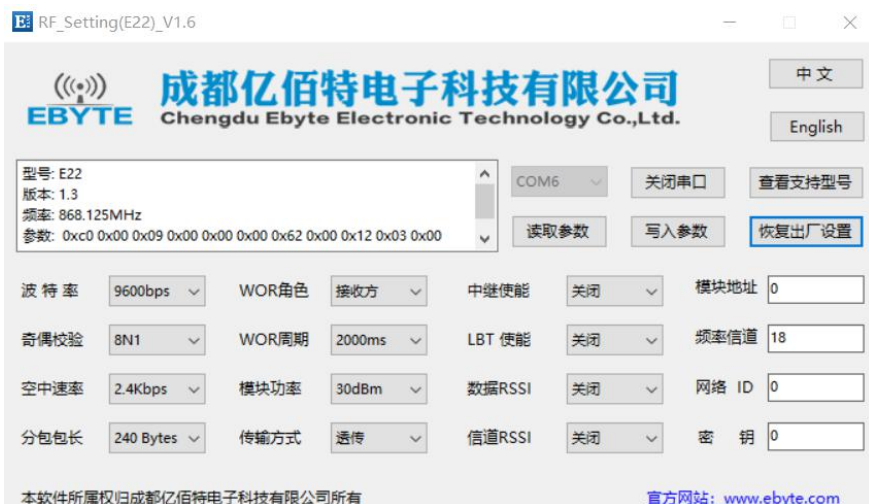 RF_Setting(E22)_V1.6
EBYTE 成都亿佰特电子科技有限公司
Chengdu Ebyte Electronic Technology Co.,Ltd.
中文
English
型号: E22
版本: 1.3
频率: 868.125MHz
参数: 0xc0 0x00 0x09 0x00 0x00 0x00 0x62 0x00 0x12 0x03 0x00
COM6 关闭串口 查看支持型号
读取参数 写入参数 恢复出厂设置
波特率 9600bps WOR角色 接收方 中继使能 关闭 模块地址 0
奇偶校验 8N1 WOR周期 2000ms LBT 使能 关闭 频率信道 18
空中速率 2.4Kbps 模块功率 30dBm 数据RSSI 关闭 网络 ID 0
分包包长 240 Bytes 传输方式 透传 信道RSSI 关闭 密 钥 0
本软件所属权归成都亿佰特电子科技有限公司所有 官方网站: www.ebyte.com